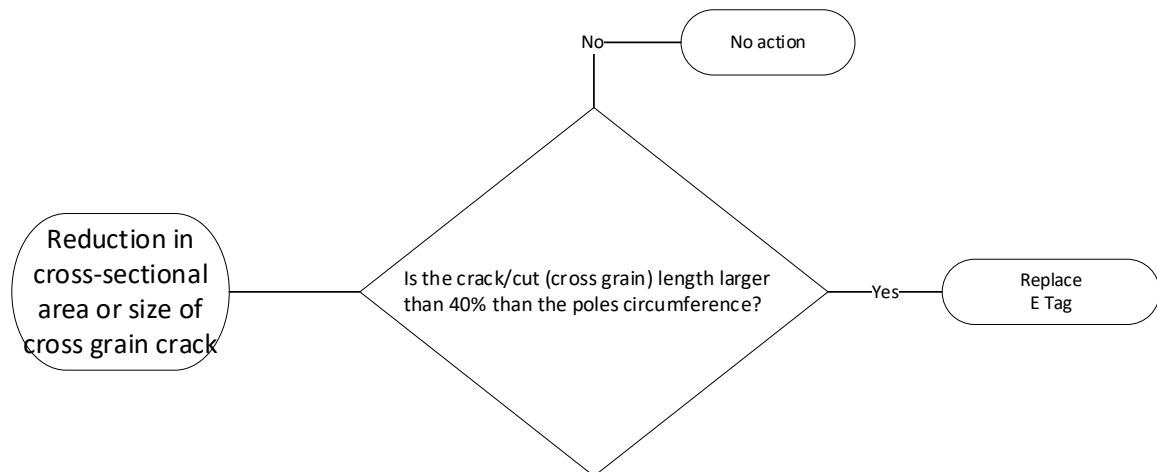 No
No action
Reduction in
cross-sectional
area or size of
cross grain crack
Is the crack/cut (cross grain) length larger
than 40% than the poles circumference?
Yes
Replace
E Tag